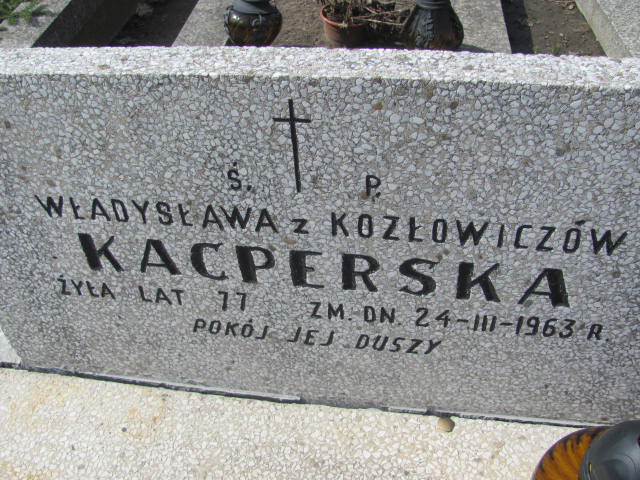 Ś. P.
WŁADYSŁAWA z KOZŁOWICZÓW
KACPERSKA
ŻYŁA LAT 77 ZM. DN. 24-III-1963 R.
POKÓJ JEJ DUSZY